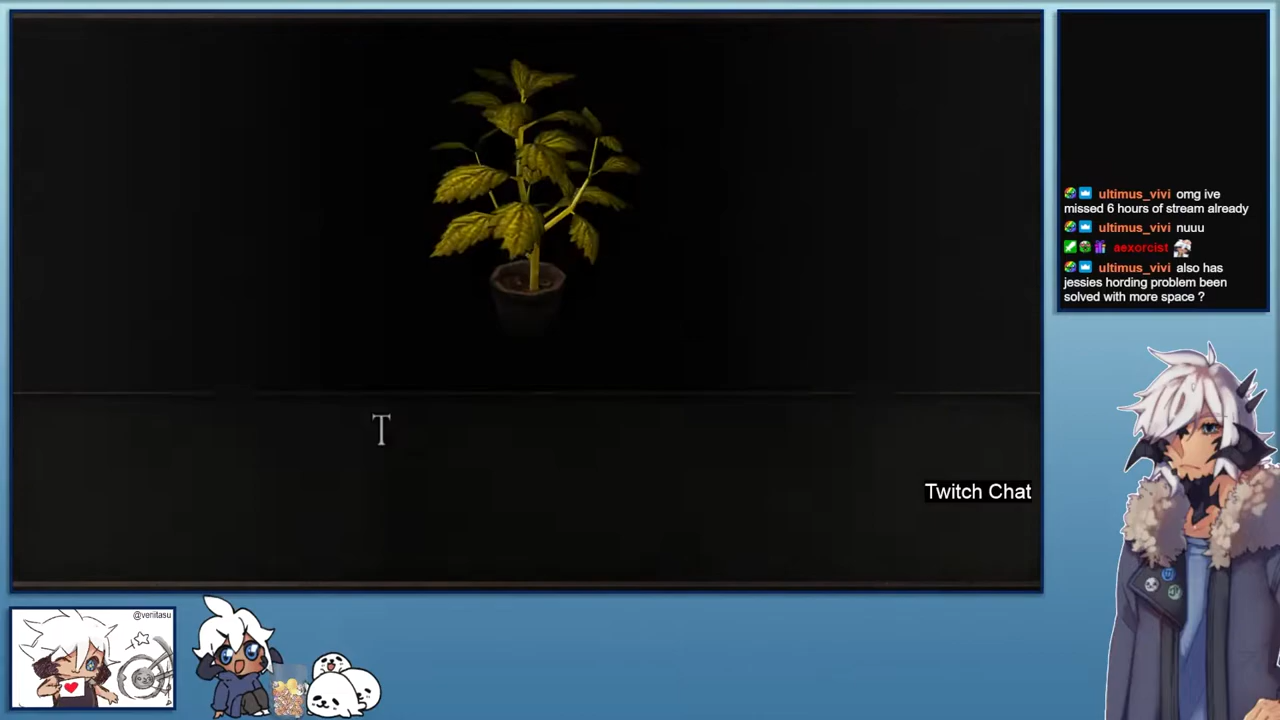 ultimus_vivi omg ive
missed 6 hours of stream already
ultimus_vivi nuuu
aexorcist
ultimus_vivi also has
jessies hording problem been
solved with more space ?
T
Twitch Chat
@veriitasu